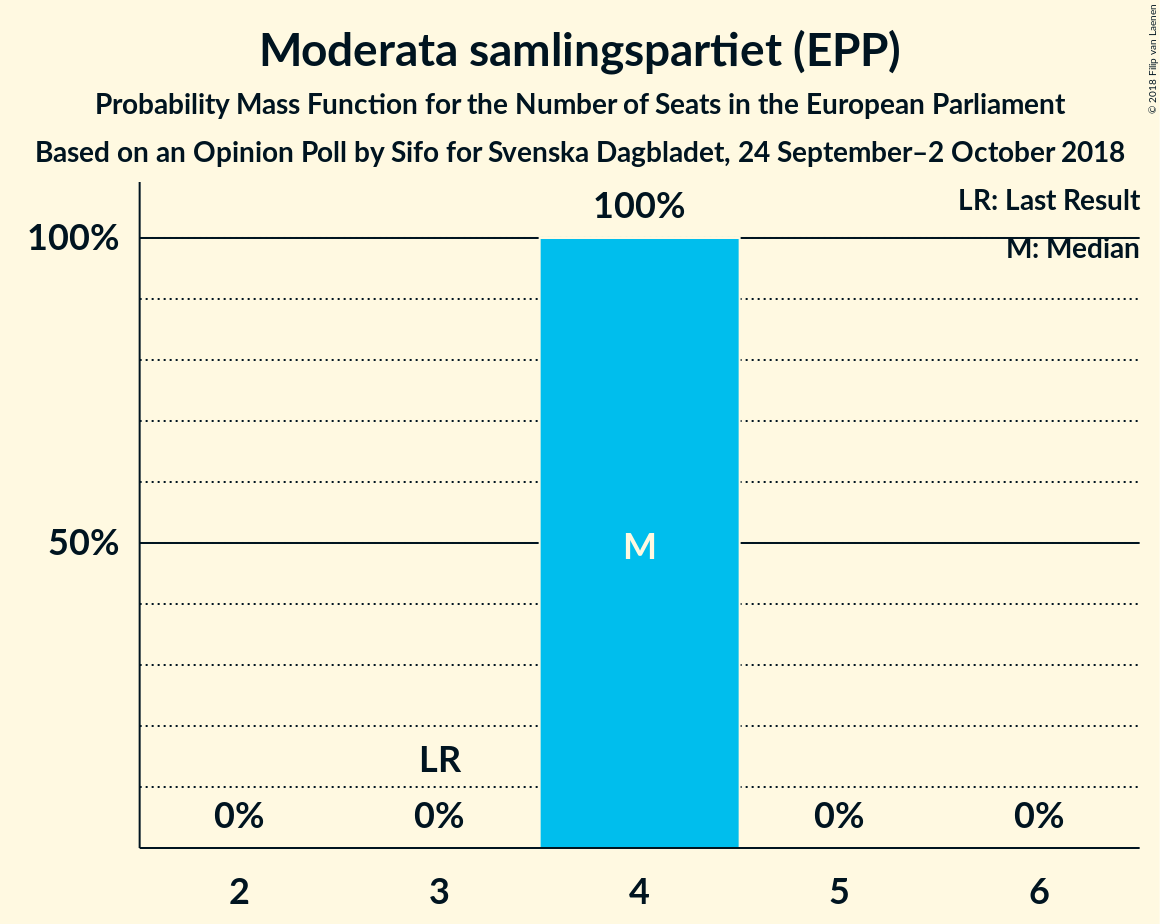 Moderata samlingspartiet (EPP)
Probability Mass Function for the Number of Seats in the European Parliament
Based on an Opinion Poll by Sifo for Svenska Dagbladet, 24 September–2 October 2018
© 2018 Filip van Laenen
LR: Last Result
M: Median
100%
100%
50%
M
LR
0%
0%
0%
0%
2
3
4
5
6